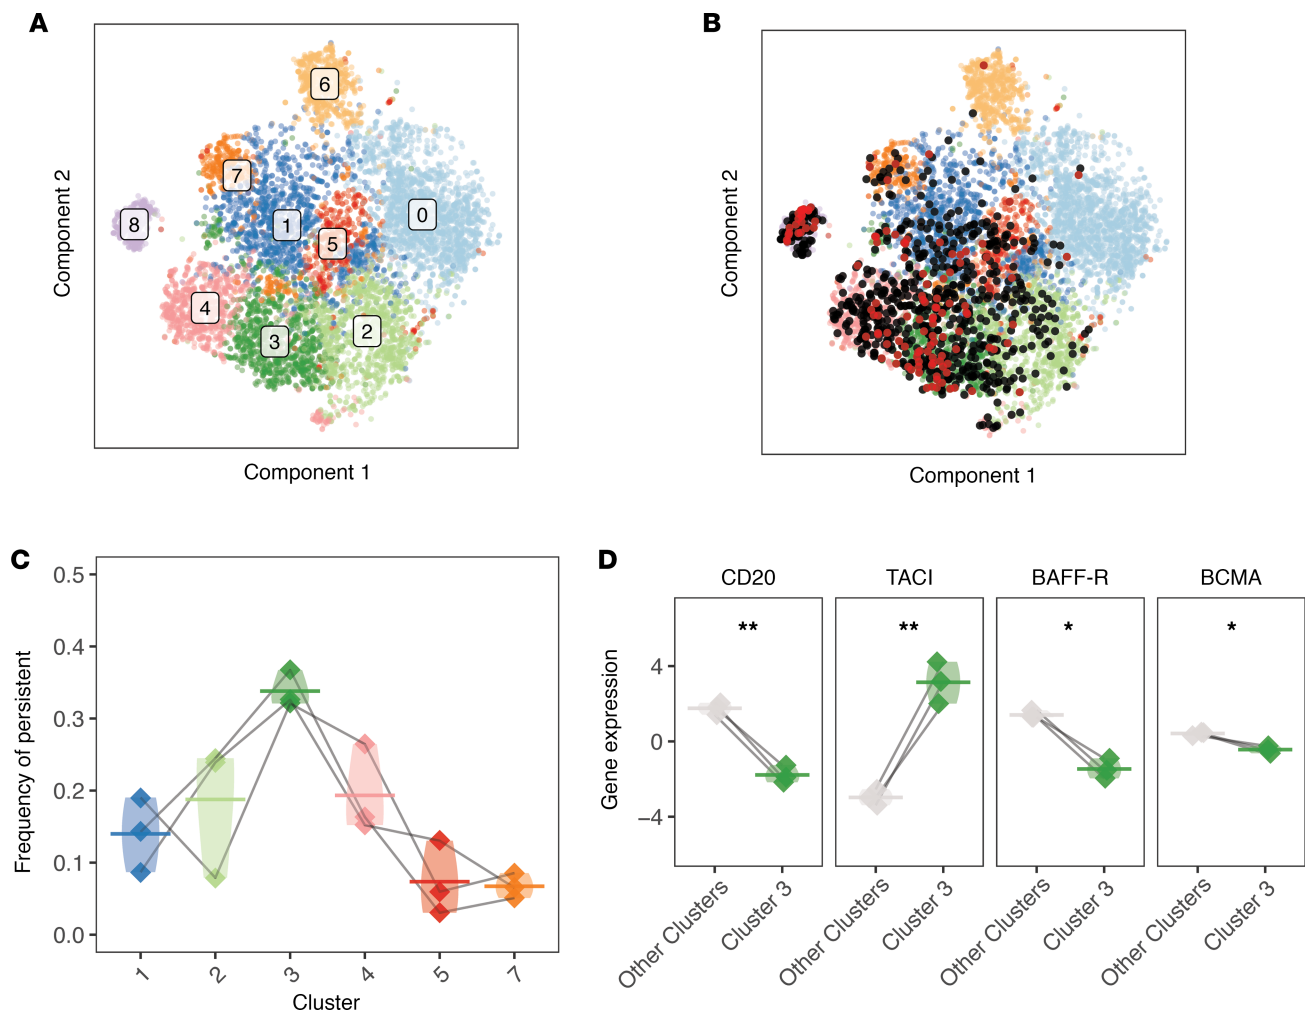 A
B
6
7
8
1
0
5
4
3
2
Component 2
Component 1
Component 2
Component 1
C
D
0.5
0.4
0.3
0.2
0.1
0.0
Frequency of persistent
1
2
3
4
5
7
Cluster
CD20
TACI
BAFF-R
BCMA
**
**
*
*
4
0
−4
Gene expression
Other Clusters
Cluster 3
Other Clusters
Cluster 3
Other Clusters
Cluster 3
Other Clusters
Cluster 3